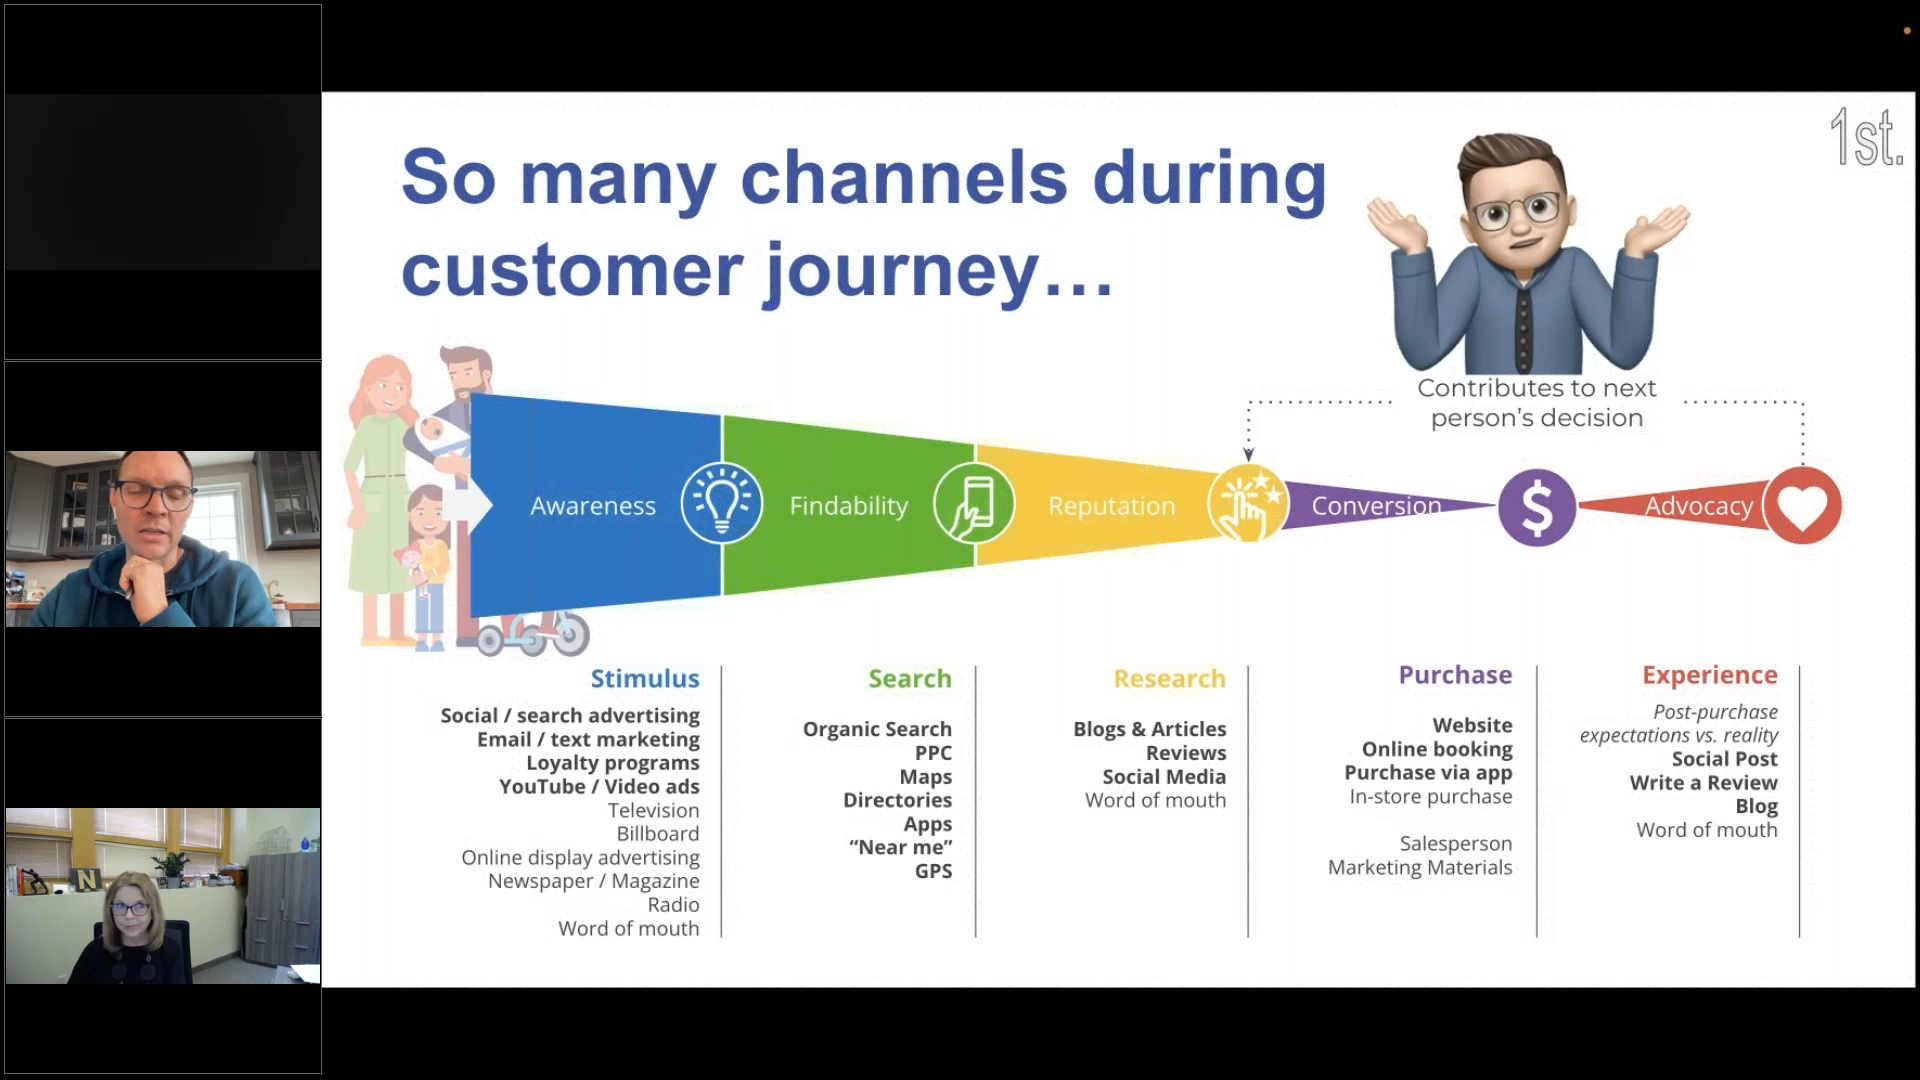 1st.
So many channels during
customer journey…
Contributes to next
person's decision
Awareness
Findability
Reputation
Conversion
$
Advocacy
Stimulus
Social / search advertising
Email / text marketing
Loyalty programs
YouTube / Video ads
Television
Billboard
Online display advertising
Newspaper / Magazine
Radio
Word of mouth
Search
Organic Search
PPC
Maps
Directories
Apps
“Near me”
GPS
Research
Blogs & Articles
Reviews
Social Media
Word of mouth
Purchase
Website
Online booking
Purchase via app
In-store purchase
Salesperson
Marketing Materials
Experience
Post-purchase
expectations vs. reality
Social Post
Write a Review
Blog
Word of mouth
N